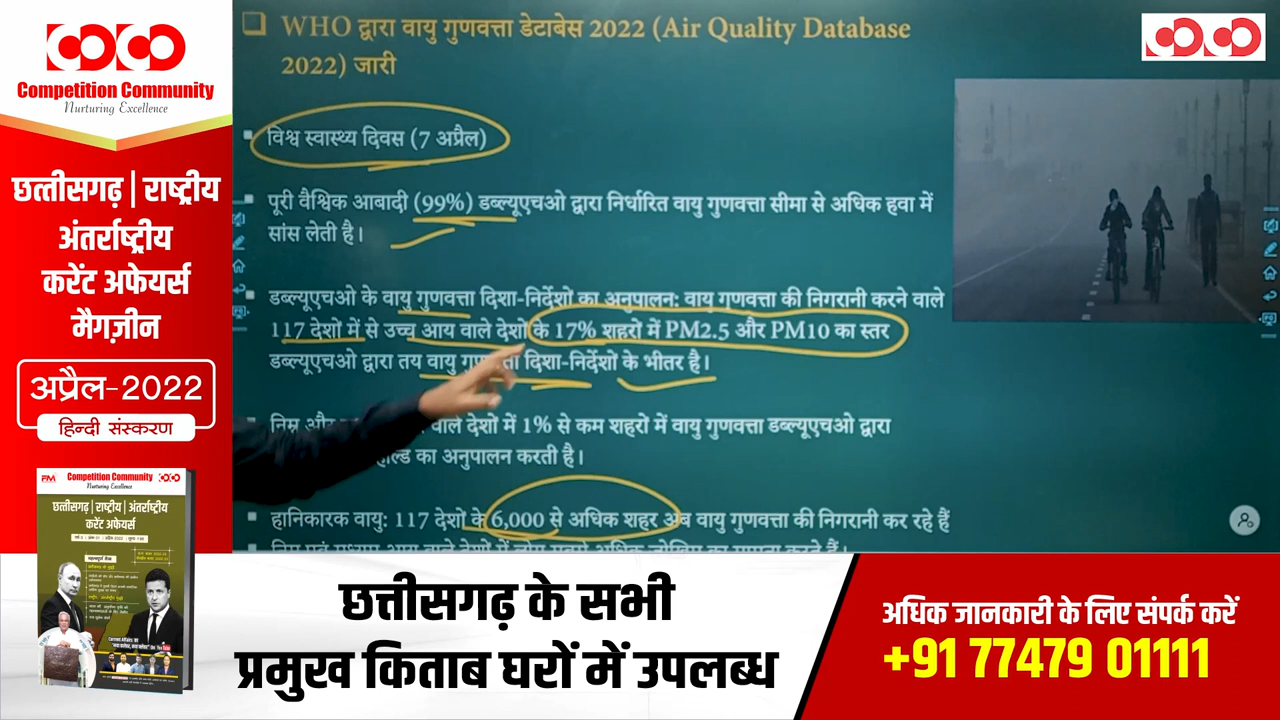 Competition Community
Nurturing Excellence
छत्तीसगढ़ | राष्ट्रीय
अंतर्राष्ट्रीय
करेंट अफेयर्स
मैगज़ीन
अप्रैल-2022
हिन्दी संस्करण
Competition Community
Nurturing Excellence
छत्तीसगढ़ | राष्ट्रीय | अंतर्राष्ट्रीय
करेंट अफेयर्स
WHO द्वारा वायु गुणवत्ता डेटाबेस 2022 (Air Quality Database
2022) जारी
विश्व स्वास्थ्य दिवस (7 अप्रैल)
पूरी वैश्विक आबादी (99%) डब्ल्यूएचओ द्वारा निर्धारित वायु गुणवत्ता सीमा से अधिक हवा में
सांस लेती है।
डब्ल्यूएचओ के वायु गुणवत्ता दिशा-निर्देशों का अनुपालन: वायु गुणवत्ता की निगरानी करने वाले
117 देशों में से उच्च आय वाले देशों के 17% शहरों में PM2.5 और PM10 का स्तर
डब्ल्यूएचओ द्वारा तय वायु दिशा-निर्देशों के भीतर है।
निम्न वाले देशों में 1% से कम शहरों में वायु गुणवत्ता डब्ल्यूएचओ द्वारा
का अनुपालन करती है।
हानिकारक वायु: 117 देशों के 6,000 से अधिक शहर अब वायु गुणवत्ता की निगरानी कर रहे हैं
छत्तीसगढ़ के सभी
प्रमुख किताब घरों में उपलब्ध
अधिक जानकारी के लिए संपर्क करें
+91 77479 01111